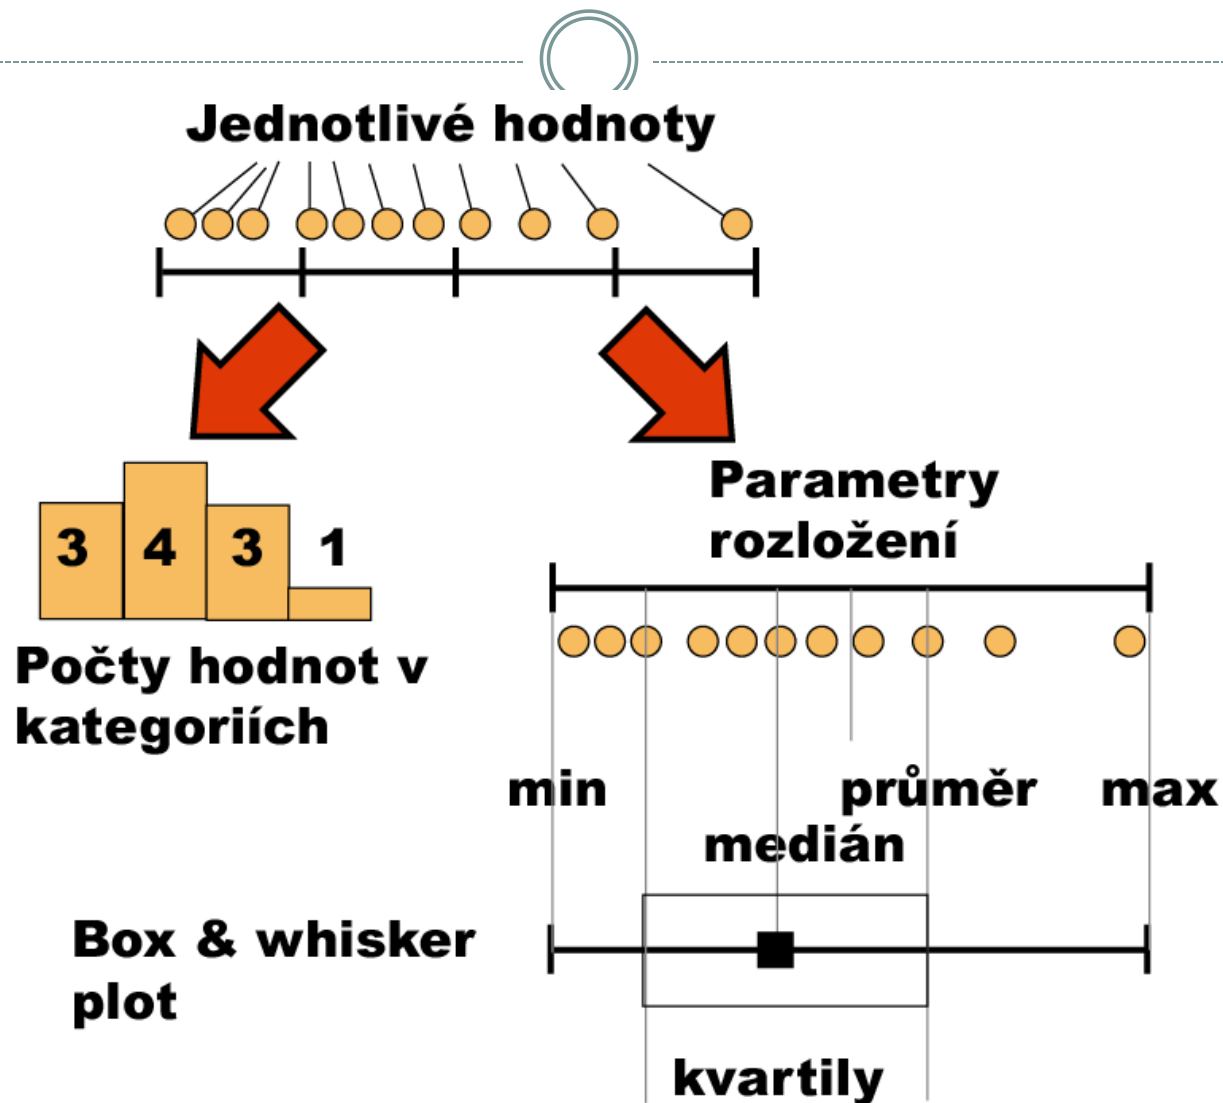 Jednotlivé hodnoty
3 4 3 1
Počty hodnot v
kategoriích
Parametry
rozložení
min průměr max
medián
Box & whisker
plot
kvartily